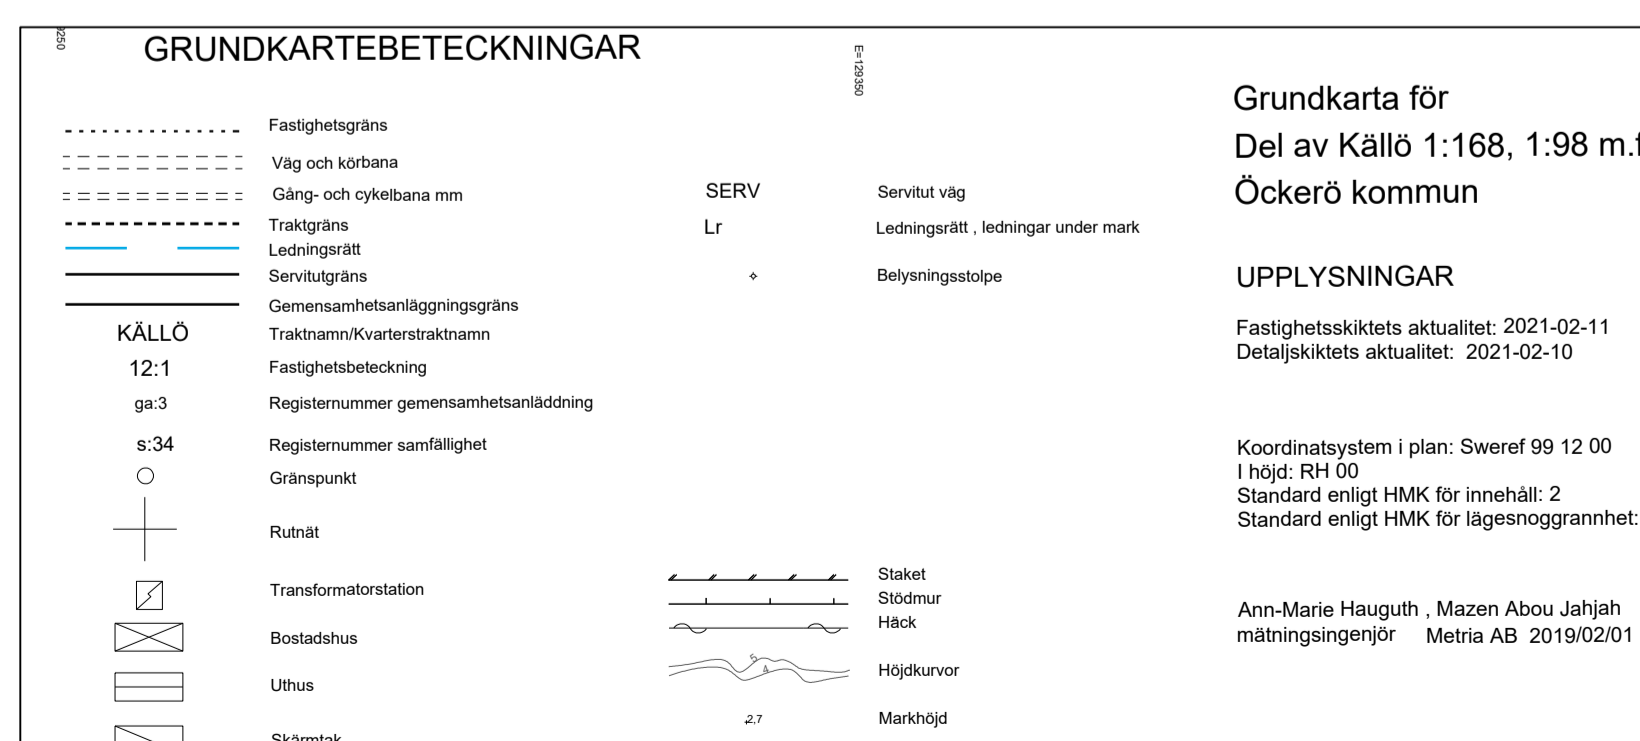 9250
GRUNDKARTEBETECKNINGAR
E=129350
Fastighetsgräns
Väg och körbana
Gång- och cykelbana mm
Traktgräns
Ledningsrätt
Servitutgräns
Gemensamhetsanläggningsgräns
KÄLLÖ Traktnamn/Kvarterstraktnamn
12:1 Fastighetsbeteckning
ga:3 Registernummer gemensamhetsanläddning
s:34 Registernummer samfällighet
Gränspunkt
Rutnät
Transformatorstation
Bostadshus
Uthus
Skärmtak
SERV Servitut väg
Lr Ledningsrätt , ledningar under mark
Belysningsstolpe
Staket
Stödmur
Häck
5
4
Höjdkurvor
2,7 Markhöjd
Grundkarta för
Del av Källö 1:168, 1:98 m.f
Öckerö kommun
UPPLYSNINGAR
Fastighetsskiktets aktualitet: 2021-02-11
Detaljskiktets aktualitet: 2021-02-10
Koordinatsystem i plan: Sweref 99 12 00
I höjd: RH 00
Standard enligt HMK för innehåll: 2
Standard enligt HMK för lägesnoggrannhet:
Ann-Marie Hauguth , Mazen Abou Jahjah
mätningsingenjör Metria AB 2019/02/01